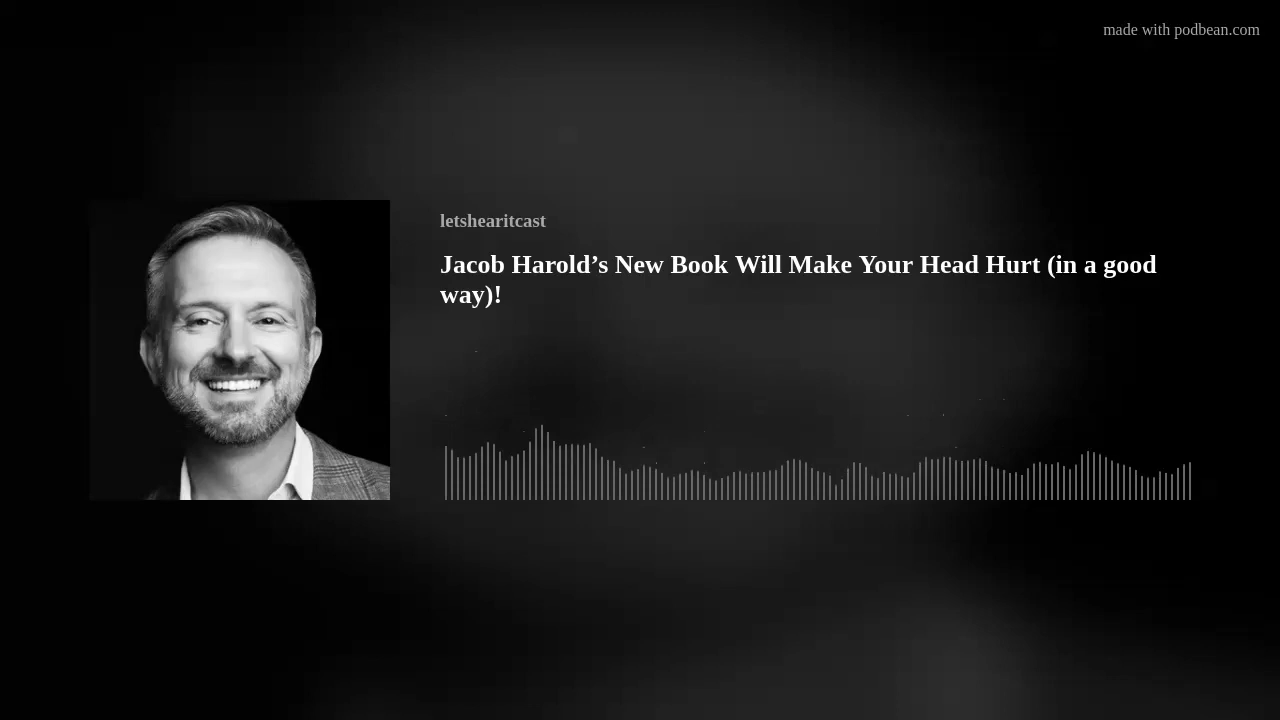 made with podbean.com
letshearitcast
Jacob Harold’s New Book Will Make Your Head Hurt (in a good
way)!